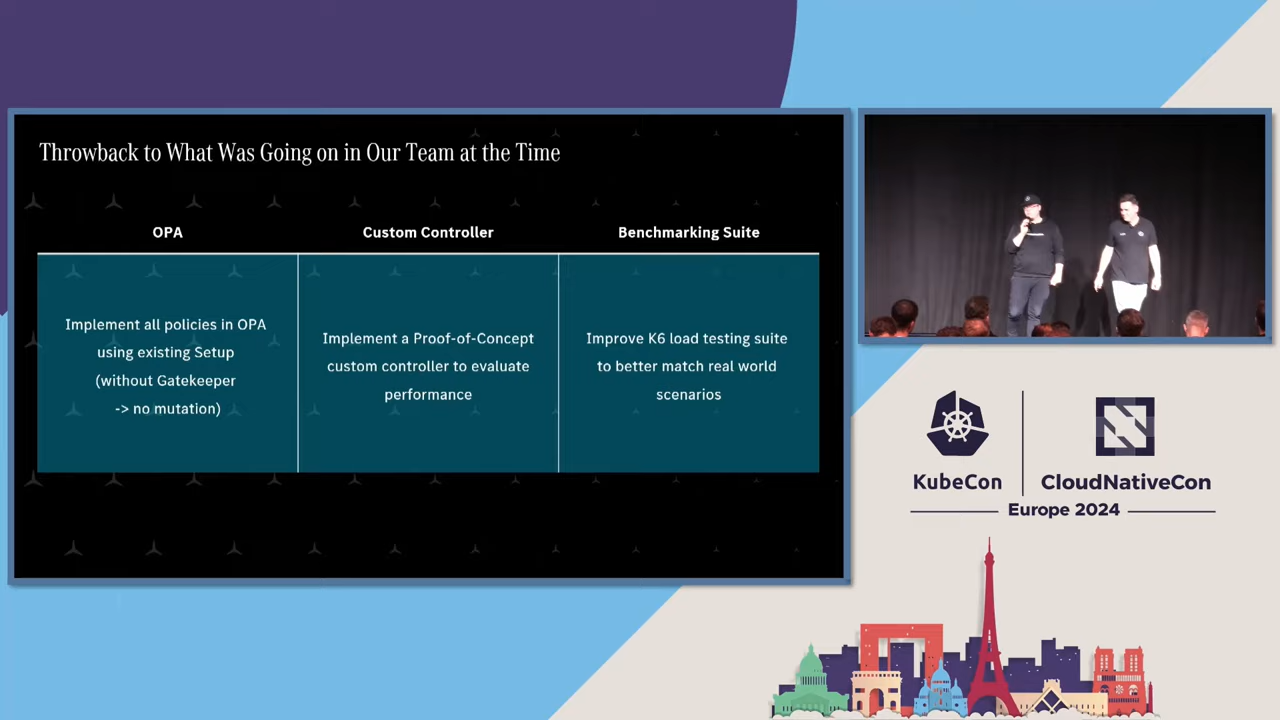 Throwback to What Was Going on in Our Team at the Time
OPA
Custom Controller
Benchmarking Suite
Implement all policies in OPA
using existing Setup
(without Gatekeeper
-> no mutation)
Implement a Proof-of-Concept
custom controller to evaluate
performance
Improve K6 load testing suite
to better match real world
scenarios
KubeCon
CloudNativeCon
Europe 2024